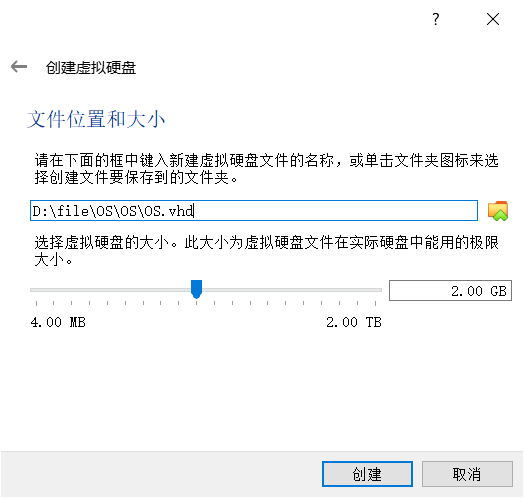 ?
创建虚拟硬盘
文件位置和大小
请在下面的框中键入新建虚拟硬盘文件的名称，或单击文件夹图标来选
择创建文件要保存到的文件夹。
D:\file\OS\OS\OS.vhd
选择虚拟硬盘的大小。此大小为虚拟硬盘文件在实际硬盘中能用的极限
大小。
2.00 GB
4.00 MB 2.00 TB
创建 取消